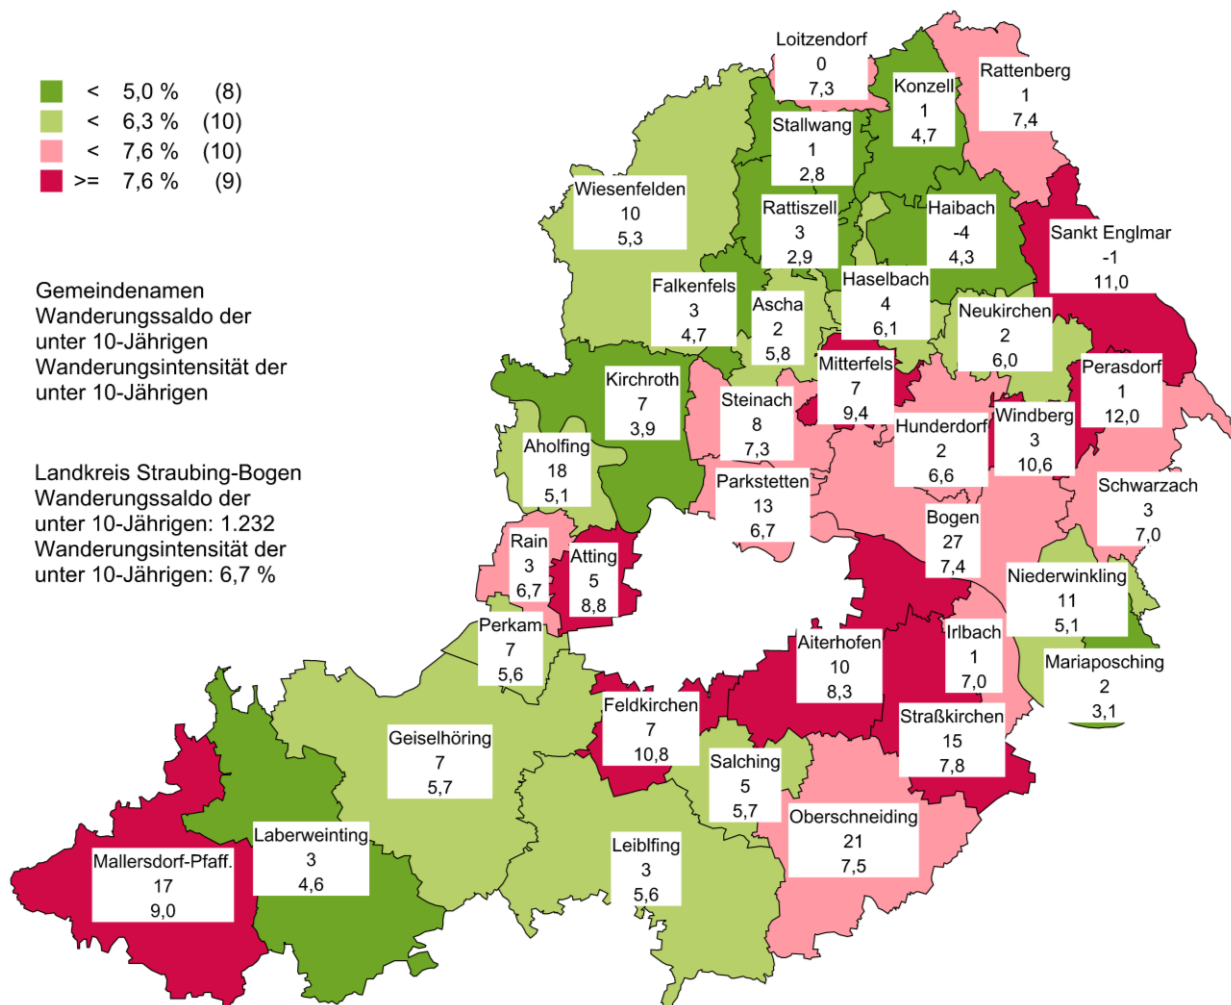 < 5,0 % (8)
< 6,3 % (10)
< 7,6 % (10)
>= 7,6 % (9)
Gemeindenamen
Wanderungssaldo der
unter 10-Jährigen
Wanderungsintensität der
unter 10-Jährigen
Landkreis Straubing-Bogen
Wanderungssaldo der
unter 10-Jährigen: 1.232
Wanderungsintensität der
unter 10-Jährigen: 6,7 %
Loitzendorf
0
7,3
Konzell
1
4,7
Rattenberg
1
7,4
Stallwang
1
2,8
Wiesenfelden
10
5,3
Rattiszell
3
2,9
Haibach
-4
4,3
Sankt Englmar
-1
11,0
Falkenfels
3
4,7
Ascha
2
5,8
Haselbach
4
6,1
Neukirchen
2
6,0
Kirchroth
7
3,9
Steinach
8
7,3
Mitterfels
7
9,4
Hunderdorf
2
6,6
Windberg
3
10,6
Perasdorf
1
12,0
Aholfing
18
5,1
Parkstetten
13
6,7
Schwarzach
3
7,0
Bogen
27
7,4
Rain
3
6,7
Atting
5
8,8
Niederwinkling
11
5,1
Perkam
7
5,6
Aiterhofen
10
8,3
Irlbach
1
7,0
Mariaposching
2
3,1
Feldkirchen
7
10,8
Straßkirchen
15
7,8
Geiselhöring
7
5,7
Salching
5
5,7
Oberschneiding
21
7,5
Laberweinting
3
4,6
Leiblfing
3
5,6
Mallersdorf-Pfaff.
17
9,0